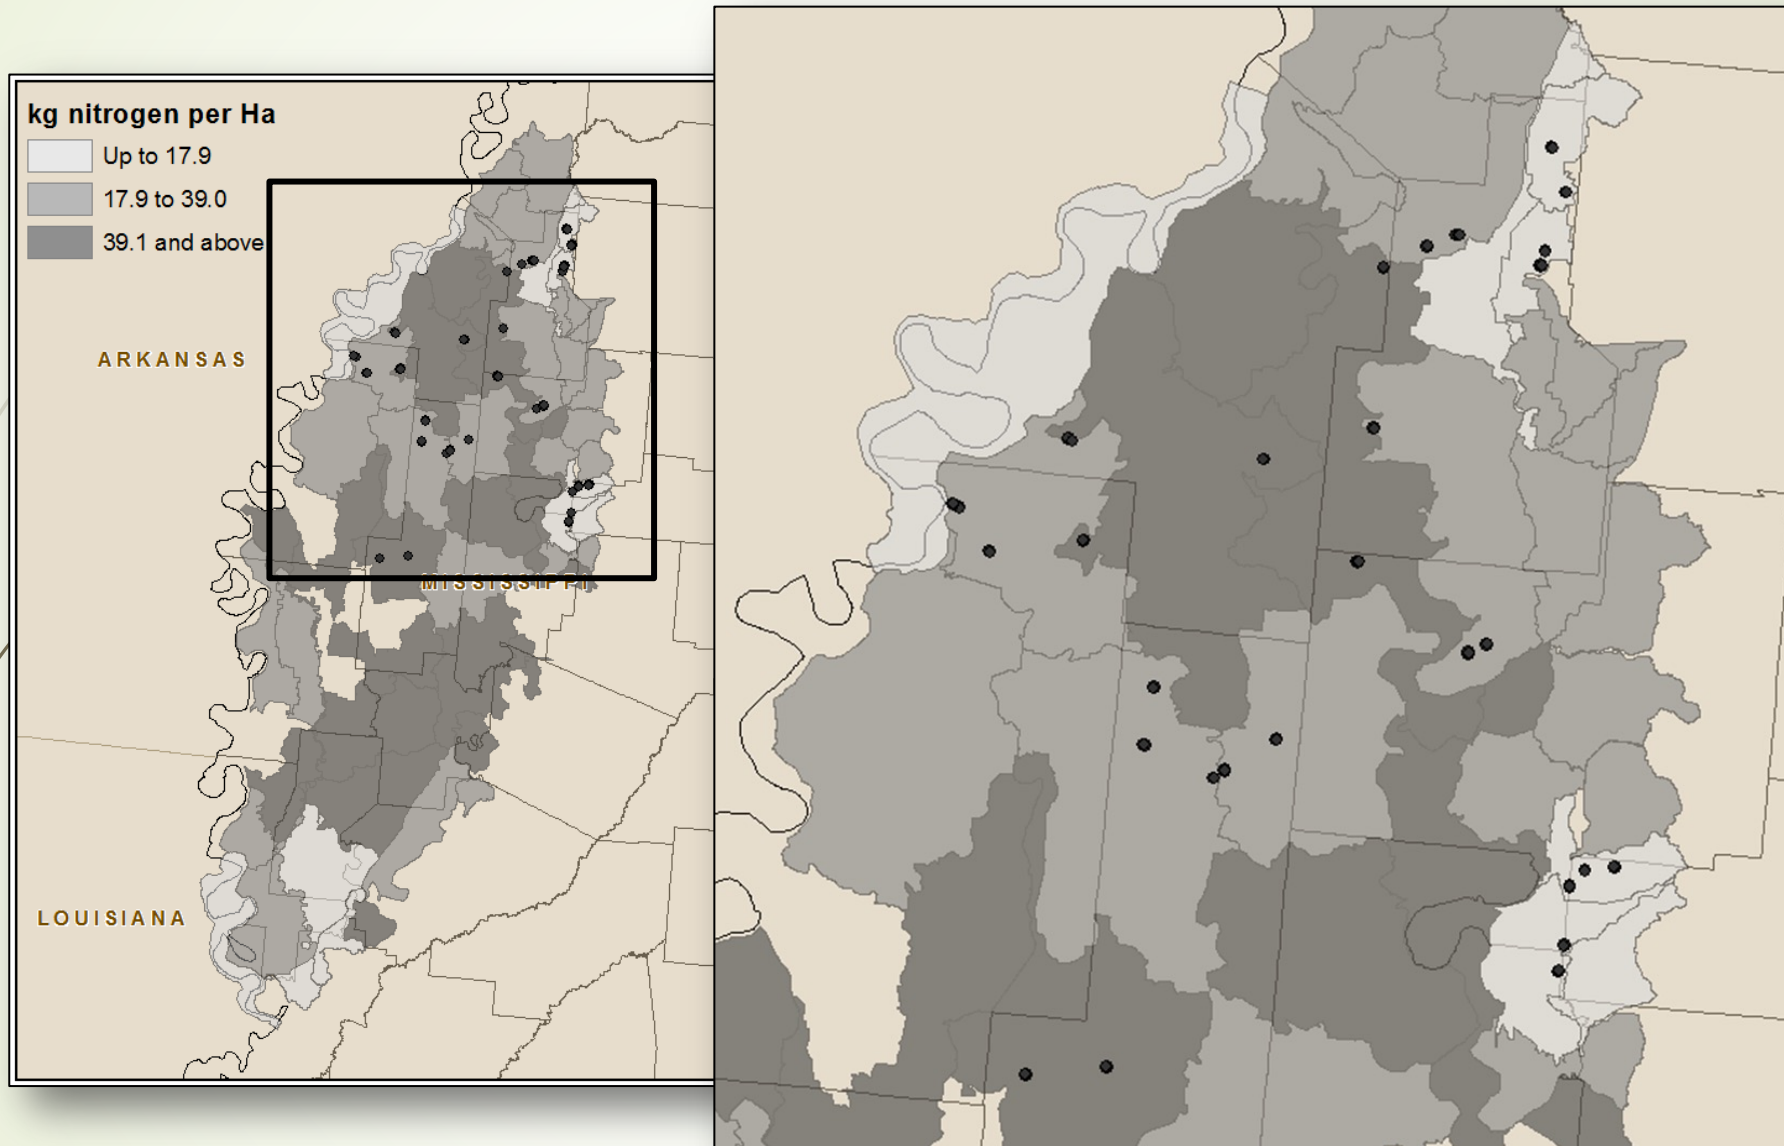 kg nitrogen per Ha
Up to 17.9
17.9 to 39.0
39.1 and above
ARKANSAS
MISSISSIPPI
LOUISIANA